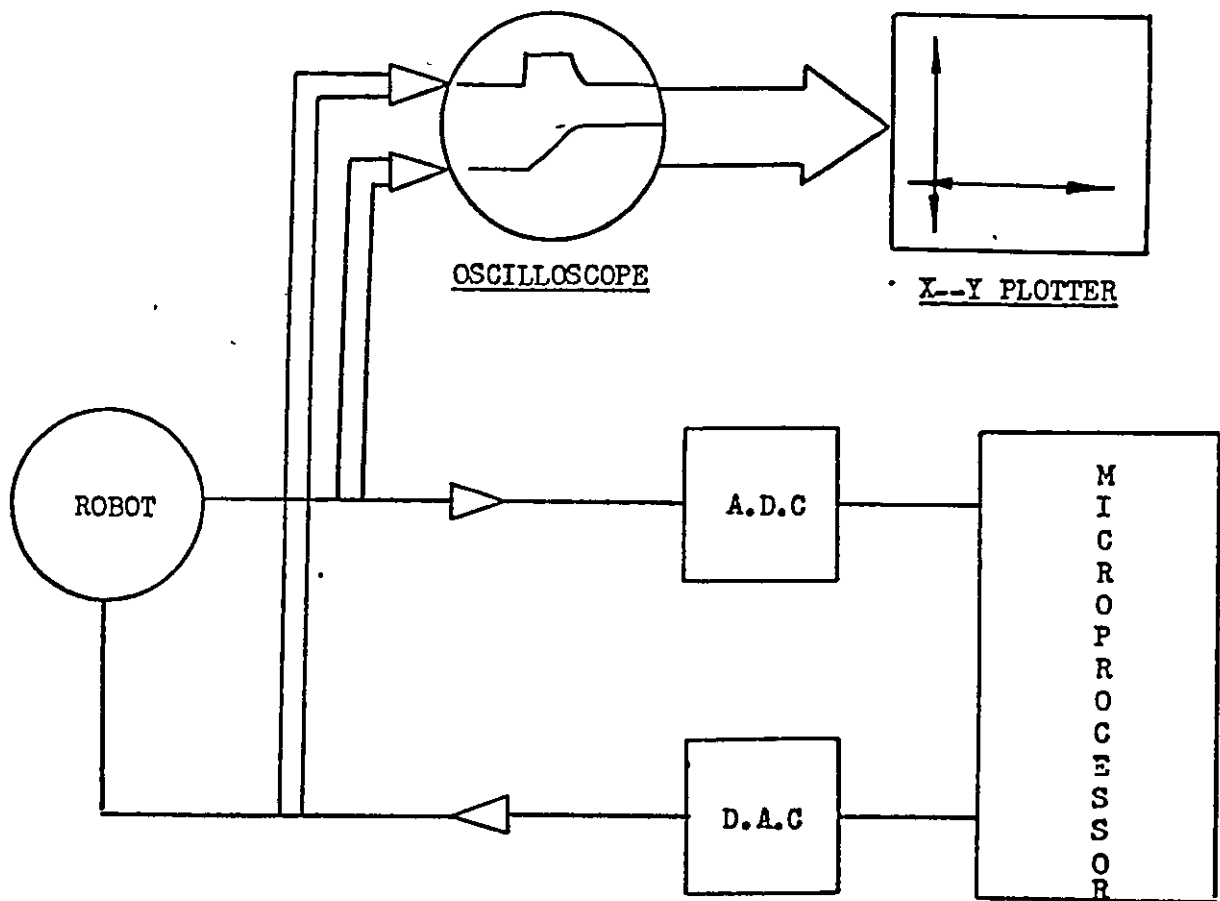 OSCILLOSCOPE
X--Y PLOTTER
ROBOT
A.D.C
MICROPROCESSOR
D.A.C